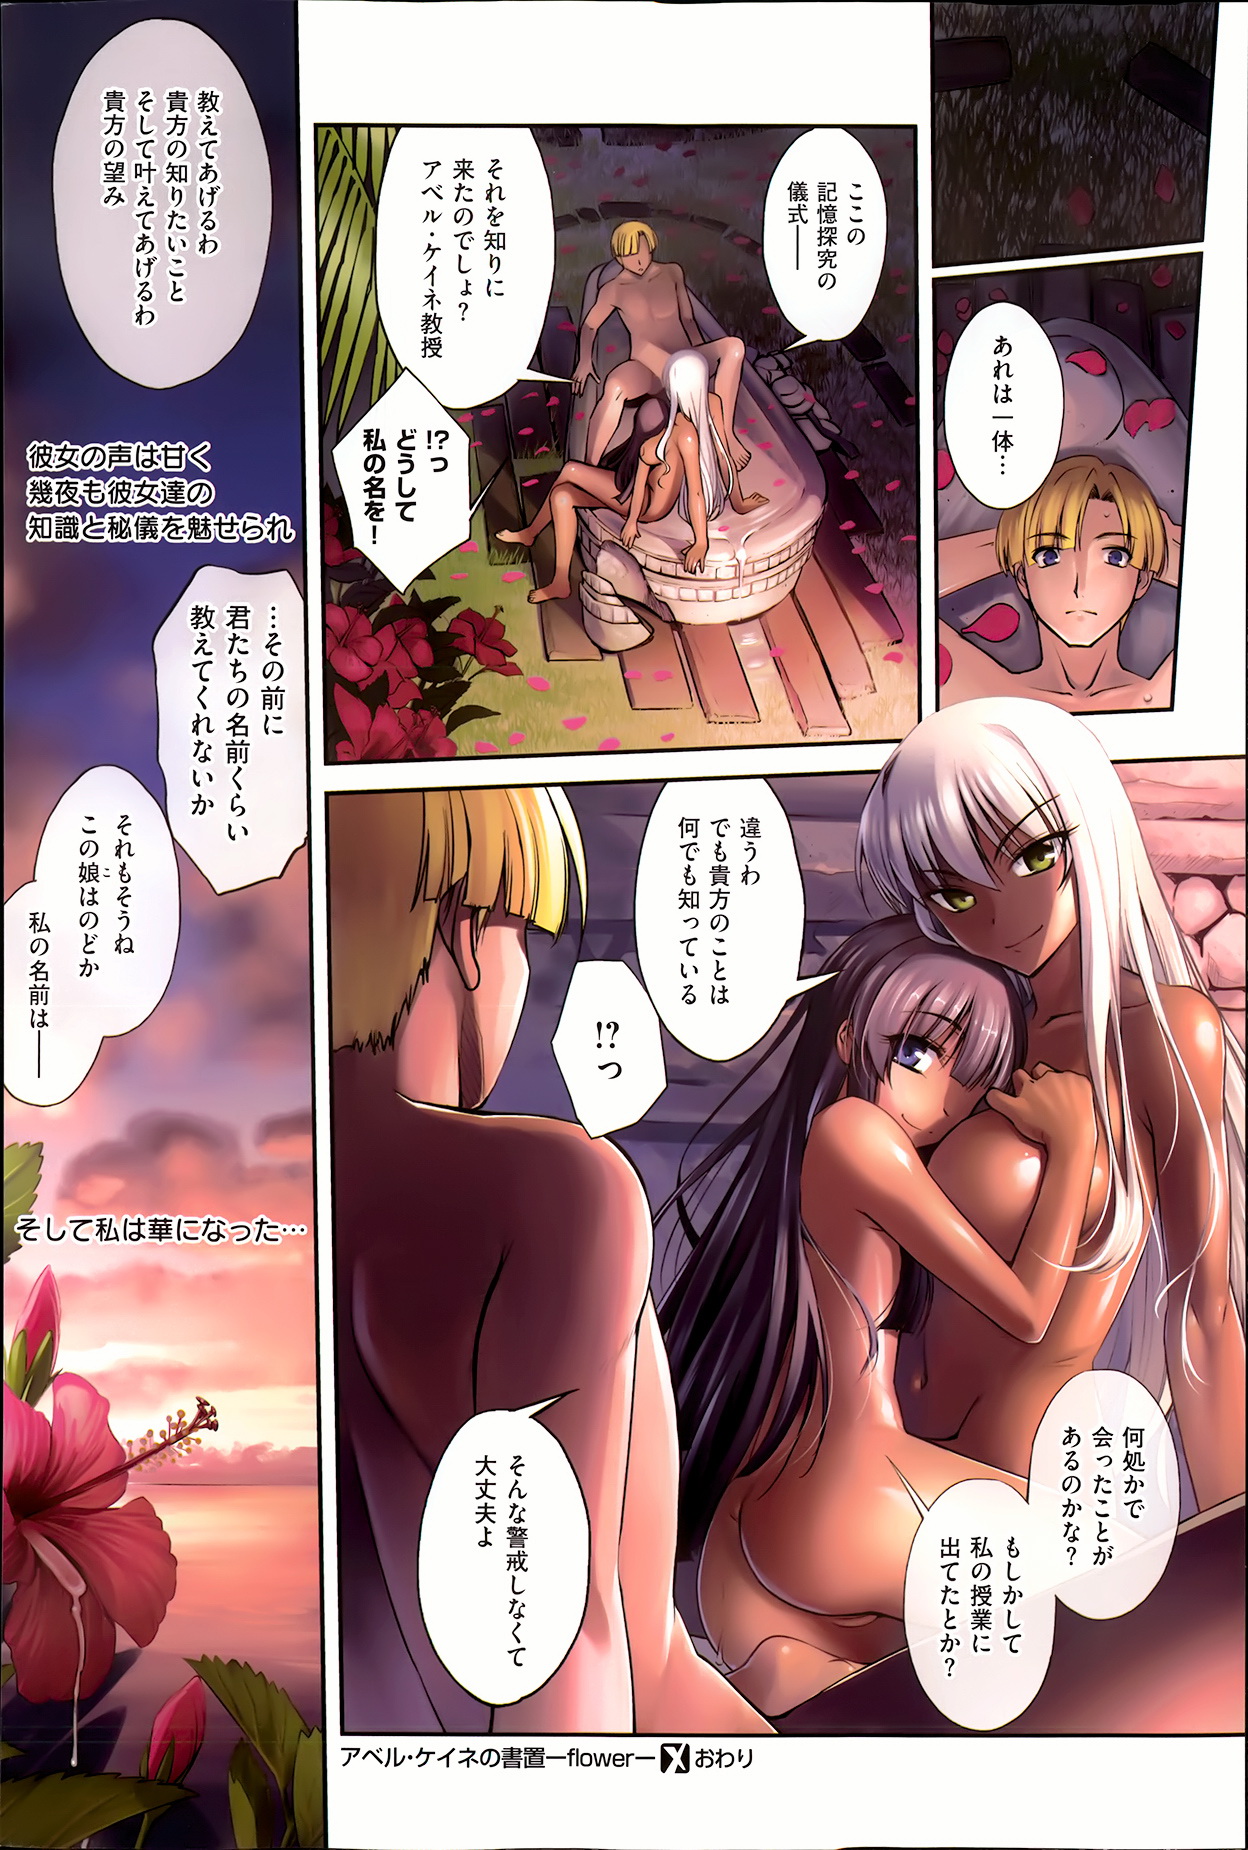 あれは一体…
ここの
記憶探究の
儀式――
それを知りに
来たのでしょ？
アベル・ケイネ教授
!?っ
どうして
私の名を！
何処かで
会ったことが
あるのかな？
もしかして
私の授業に
出てたとか？
違うわ
でも貴方のことは
何でも知っている
!?っ
そんな警戒しなくて
大丈夫よ
教えてあげるわ
貴方の知りたいこと
そして叶えてあげるわ
貴方の望み
彼女の声は甘く
幾夜も彼女達の
知識と秘儀を魅せられ
…その前に
君たちの名前くらい
教えてくれないか
それもそうね
この娘はのどか
こ
私の名前は――
そして私は華になった…
アベル・ケイネの書置―flower― X おわり